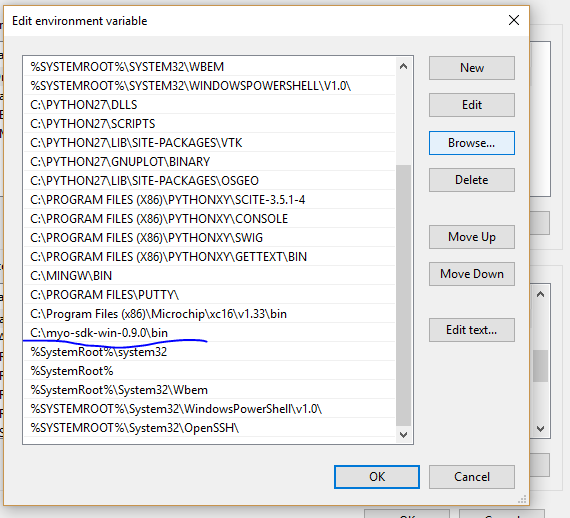 Edit environment variable
%SYSTEMROOT%\SYSTEM32\WBEM
%SYSTEMROOT%\SYSTEM32\WINDOWSPOWERSHELL\V1.0\
C:\PYTHON27\DLLS
C:\PYTHON27\SCRIPTS
C:\PYTHON27\LIB\SITE-PACKAGES\VTK
C:\PYTHON27\GNUPLOT\BINARY
C:\PYTHON27\LIB\SITE-PACKAGES\OSGEO
C:\PROGRAM FILES (X86)\PYTHONXY\SCITE-3.5.1-4
C:\PROGRAM FILES (X86)\PYTHONXY\CONSOLE
C:\PROGRAM FILES (X86)\PYTHONXY\SWIG
C:\PROGRAM FILES (X86)\PYTHONXY\GETTEXT\BIN
C:\MINGW\BIN
C:\PROGRAM FILES\PUTTY\
C:\Program Files (x86)\Microchip\xc16\v1.33\bin
C:\myo-sdk-win-0.9.0\bin
%SystemRoot%\system32
%SystemRoot%
%SystemRoot%\System32\Wbem
%SYSTEMROOT%\System32\WindowsPowerShell\v1.0\
%SYSTEMROOT%\System32\OpenSSH\
New
Edit
Browse...
Delete
Move Up
Move Down
Edit text...
OK
Cancel